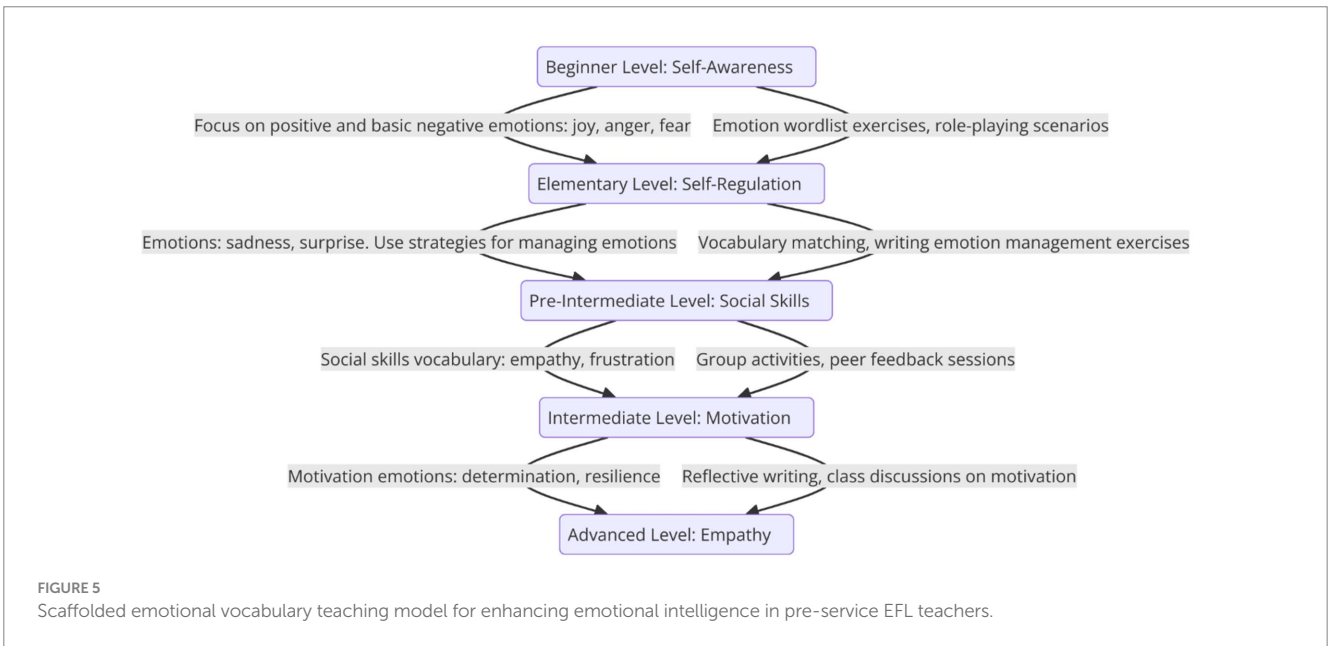 Beginner Level: Self-Awareness
Focus on positive and basic negative emotions: joy, anger, fear
Emotion wordlist exercises, role-playing scenarios
Elementary Level: Self-Regulation
Emotions: sadness, surprise. Use strategies for managing emotions
Vocabulary matching, writing emotion management exercises
Pre-Intermediate Level: Social Skills
Social skills vocabulary: empathy, frustration
Group activities, peer feedback sessions
Intermediate Level: Motivation
Motivation emotions: determination, resilience
Reflective writing, class discussions on motivation
Advanced Level: Empathy
FIGURE 5
Scaffolded emotional vocabulary teaching model for enhancing emotional intelligence in pre-service EFL teachers.